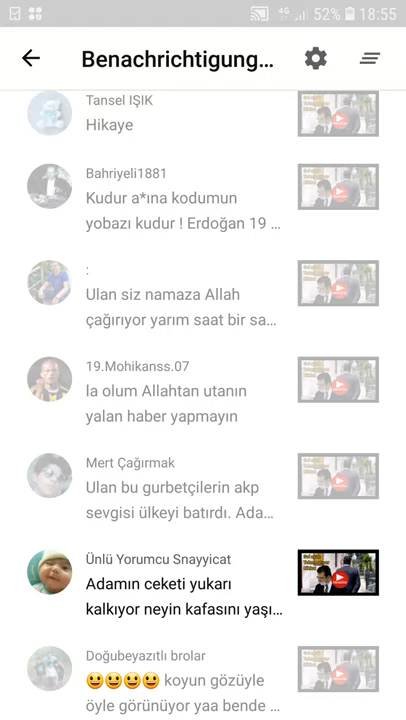 4G 52% 18:55
Benachrichtigung...
Tansel IŞIK
Hikaye
Bahriyeli1881
Kudur a*ına kodumun
yobazı kudur ! Erdoğan 19 ...
:
Ulan siz namaza Allah
çağırıyor yarım saat bir sa...
19.Mohikanss.07
la olum Allahtan utanın
yalan haber yapmayın
Mert Çağırmak
Ulan bu gurbetçilerin akp
sevgisi ülkeyi batırdı. Ada...
Ünlü Yorumcu Snayyicat
Adamın ceketi yukarı
kalkıyor neyin kafasını yaşı...
Doğubeyazıtlı brolar
😃😃😃😃 koyun gözüyle
öyle görünüyor yaa bende ...